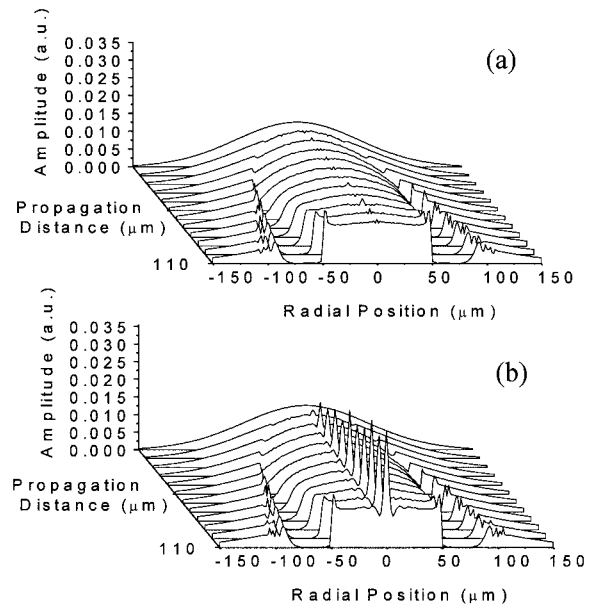 (a)
Amplitude (a.u.)
0.035
0.030
0.025
0.020
0.015
0.010
0.005
0.000
Propagation
Distance (μm)
110
-150 -100 -50 0 50 100 150
Radial Position (μm)
(b)
Amplitude (a.u.)
0.035
0.030
0.025
0.020
0.015
0.010
0.005
0.000
Propagation
Distance (μm)
110
-150 -100 -50 0 50 100 150
Radial Position (μm)